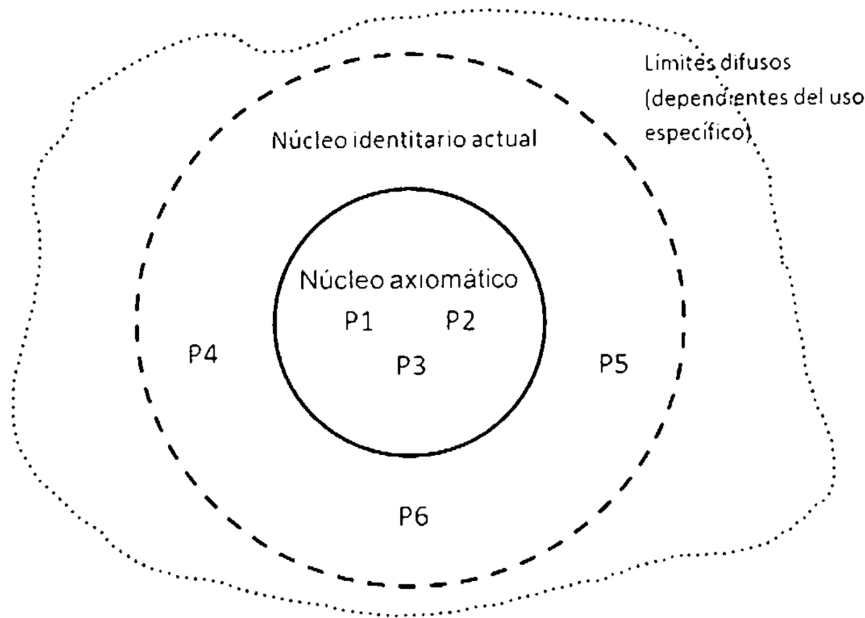 Límites difusos
(dependientes del uso
específico)
Núcleo identitario actual
Núcleo axiomático
P1 P2
P3
P4
P5
P6